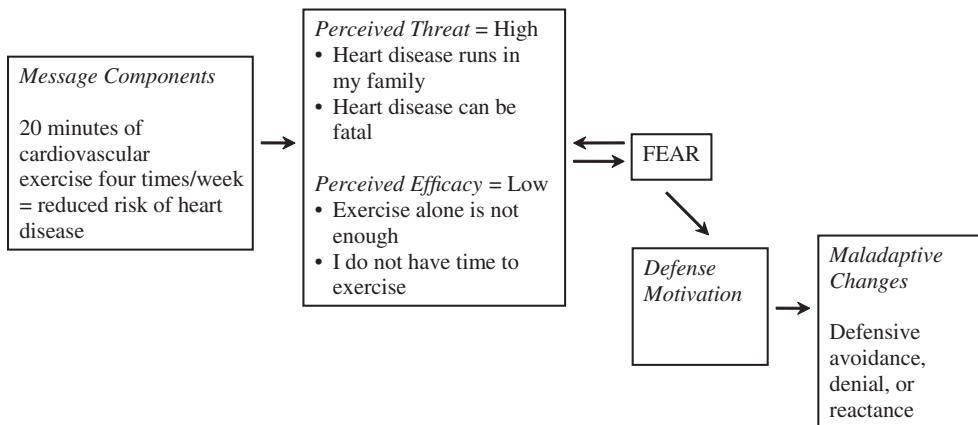 Message Components
20 minutes of
cardiovascular
exercise four times/week
= reduced risk of heart
disease
Perceived Threat = High
• Heart disease runs in
my family
• Heart disease can be
fatal
Perceived Efficacy = Low
• Exercise alone is not
enough
• I do not have time to
exercise
FEAR
Defense
Motivation
Maladaptive
Changes
Defensive
avoidance,
denial, or
reactance